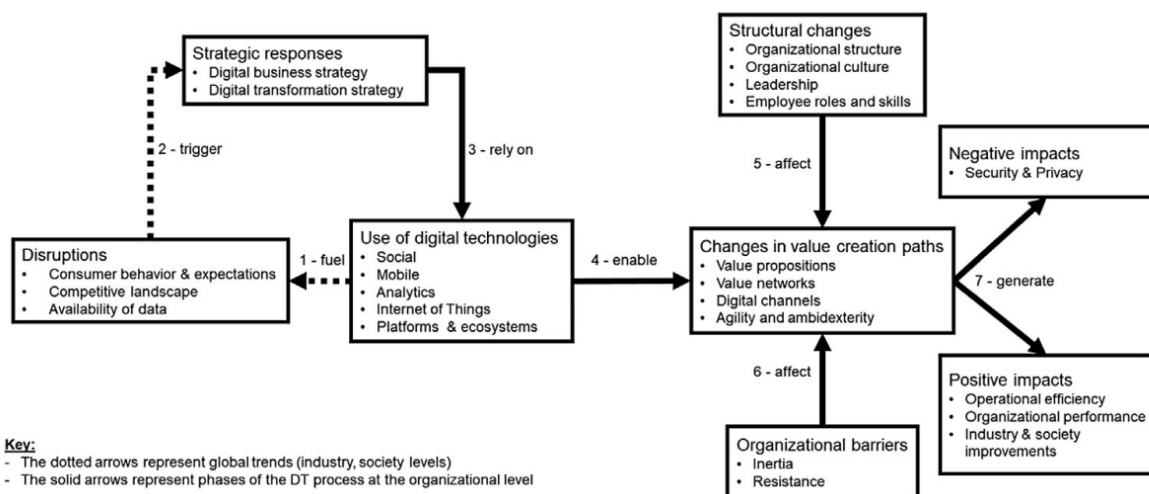 Structural changes
• Organizational structure
• Organizational culture
• Leadership
• Employee roles and skills
Strategic responses
• Digital business strategy
• Digital transformation strategy
2 - trigger
3 - rely on
5 - affect
Negative impacts
• Security & Privacy
Disruptions
• Consumer behavior & expectations
• Competitive landscape
• Availability of data
1 - fuel
Use of digital technologies
• Social
• Mobile
• Analytics
• Internet of Things
• Platforms & ecosystems
4 - enable
Changes in value creation paths
• Value propositions
• Value networks
• Digital channels
• Agility and ambidexterity
7 - generate
6 - affect
Positive impacts
• Operational efficiency
• Organizational performance
• Industry & society
improvements
Organizational barriers
• Inertia
• Resistance
Key:
- The dotted arrows represent global trends (industry, society levels)
- The solid arrows represent phases of the DT process at the organizational level